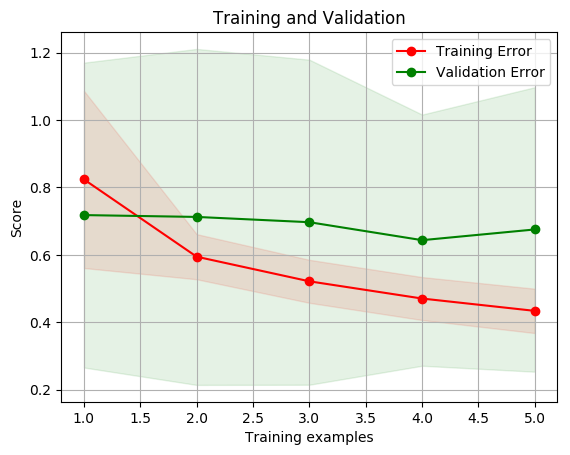 Training and Validation
Training Error
Validation Error
Score
1.2
1.0
0.8
0.6
0.4
0.2
1.0 1.5 2.0 2.5 3.0 3.5 4.0 4.5 5.0
Training examples